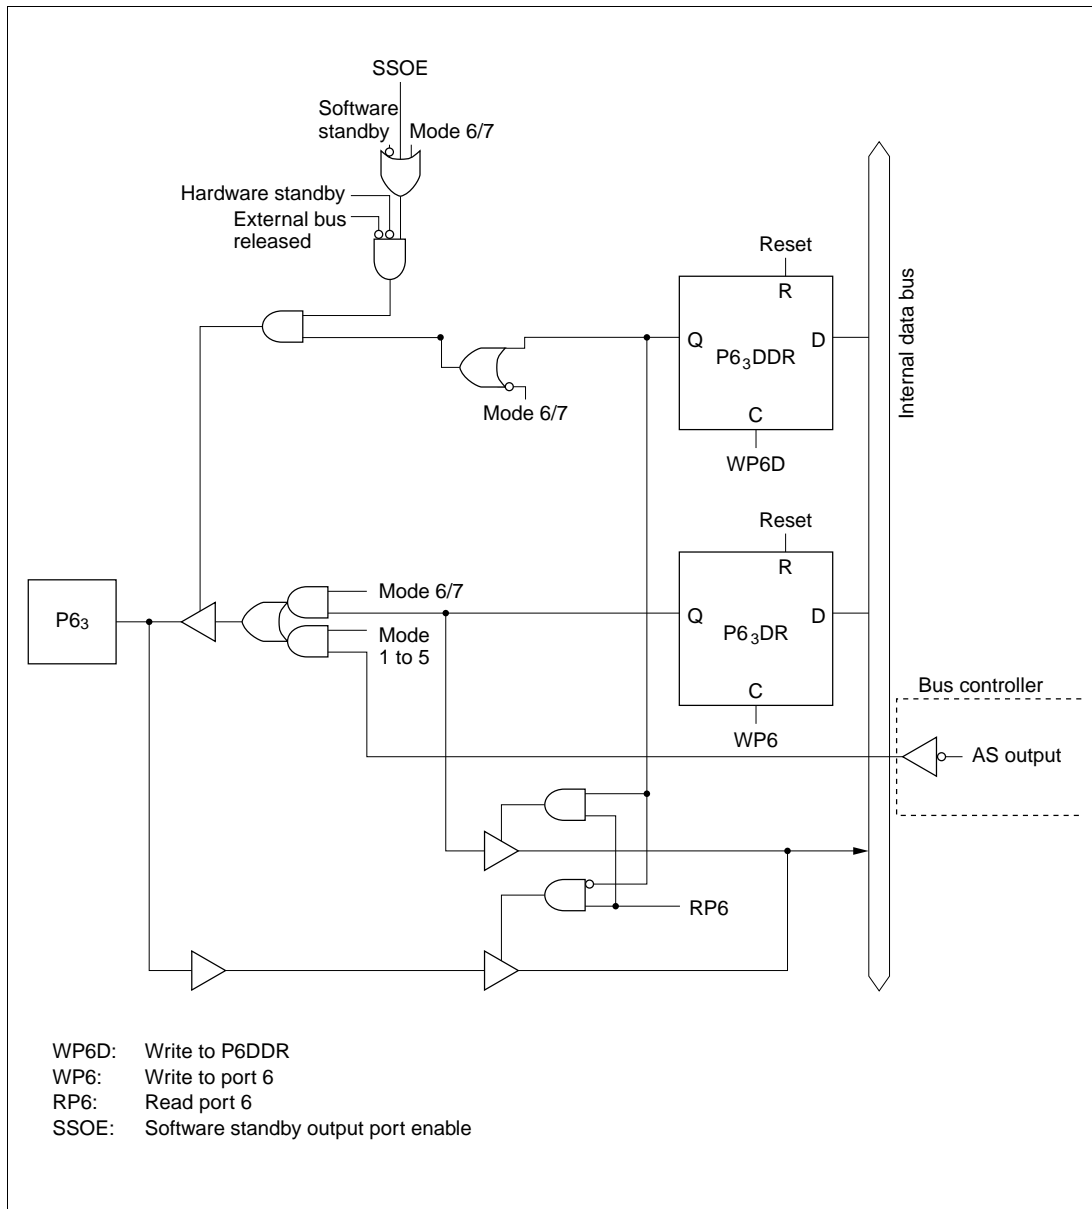 SSOE
Software
standby
Mode 6/7
Hardware standby
External bus
released
Reset
R
Q
D
P6₃DDR
C
WP6D
Mode 6/7
Internal data bus
Reset
R
Mode 6/7
Q
D
P6₃
P6₃DR
Mode
1 to 5
C
WP6
Bus controller
AS output
RP6
WP6D: Write to P6DDR
WP6: Write to port 6
RP6: Read port 6
SSOE: Software standby output port enable